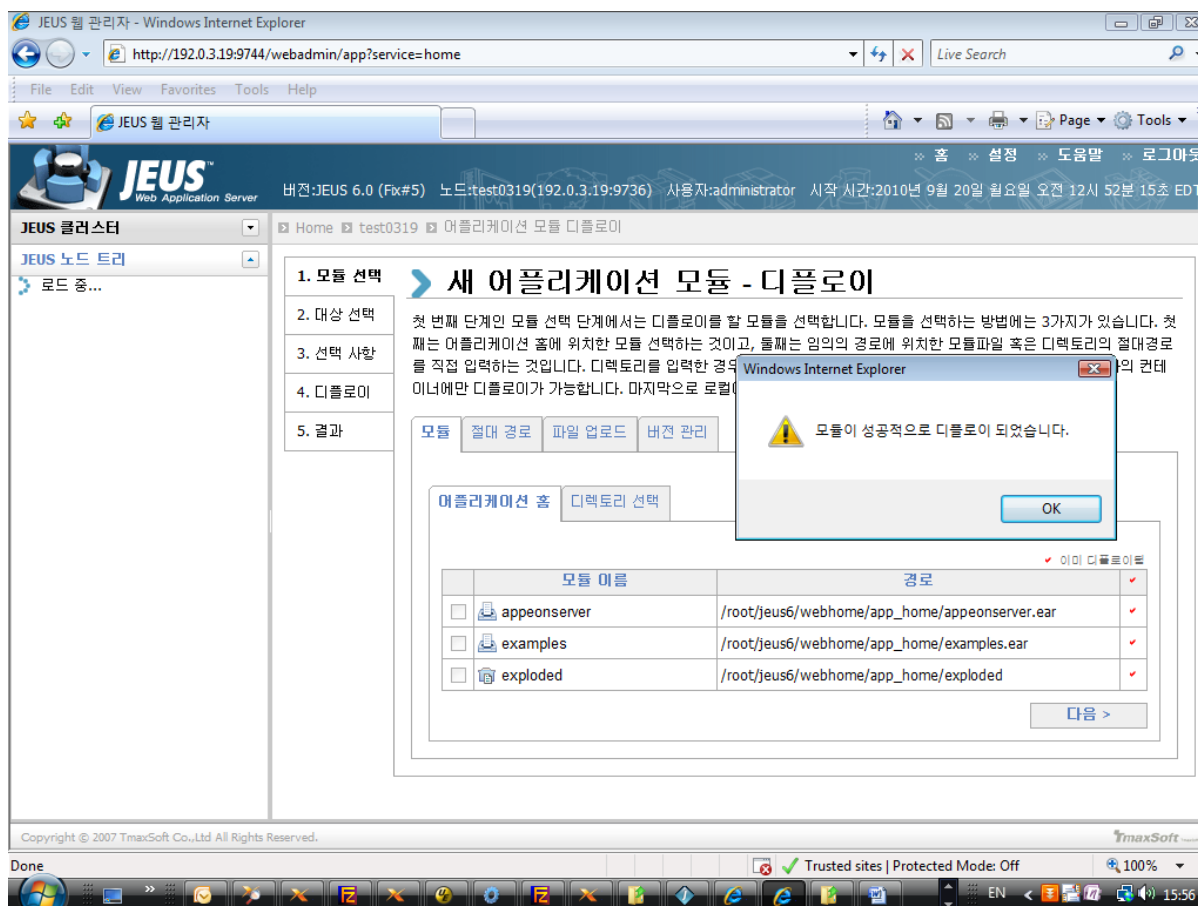 JEUS 웹 관리자 - Windows Internet Explorer
http://192.0.3.19:9744/webadmin/app?service=home
Live Search
File Edit View Favorites Tools Help
JEUS 웹 관리자
Page Tools
» 홈 » 설정 » 도움말 » 로그아웃
JEUS™
Web Application Server
버전:JEUS 6.0 (Fix#5) 노드:test0319(192.0.3.19:9736) 사용자:administrator 시작 시간:2010년 9월 20일 월요일 오전 12시 52분 15초 EDT
JEUS 클러스터
Home test0319 어플리케이션 모듈 디플로이
JEUS 노드 트리
로드 중...
1. 모듈 선택
2. 대상 선택
3. 선택 사항
4. 디플로이
5. 결과
새 어플리케이션 모듈 - 디플로이
첫 번째 단계인 모듈 선택 단계에서는 디플로이를 할 모듈을 선택합니다. 모듈을 선택하는 방법에는 3가지가 있습니다. 첫
째는 어플리케이션 홈에 위치한 모듈 선택하는 것이고, 둘째는 임의의 경로에 위치한 모듈파일 혹은 디렉토리의 절대경로
를 직접 입력하는 것입니다. 디렉토리를 입력한 경우 의 컨테
이너에만 디플로이가 가능합니다. 마지막으로 로컬
Windows Internet Explorer
모듈이 성공적으로 디플로이 되었습니다.
OK
모듈 절대 경로 파일 업로드 버전 관리
어플리케이션 홈 디렉토리 선택
이미 디플로이됨
모듈 이름 경로
appeonserver /root/jeus6/webhome/app_home/appeonserver.ear
examples /root/jeus6/webhome/app_home/examples.ear
exploded /root/jeus6/webhome/app_home/exploded
다음 >
Copyright © 2007 TmaxSoft Co.,Ltd All Rights Reserved.
TmaxSoft
Done
Trusted sites | Protected Mode: Off
100%
EN
15:56